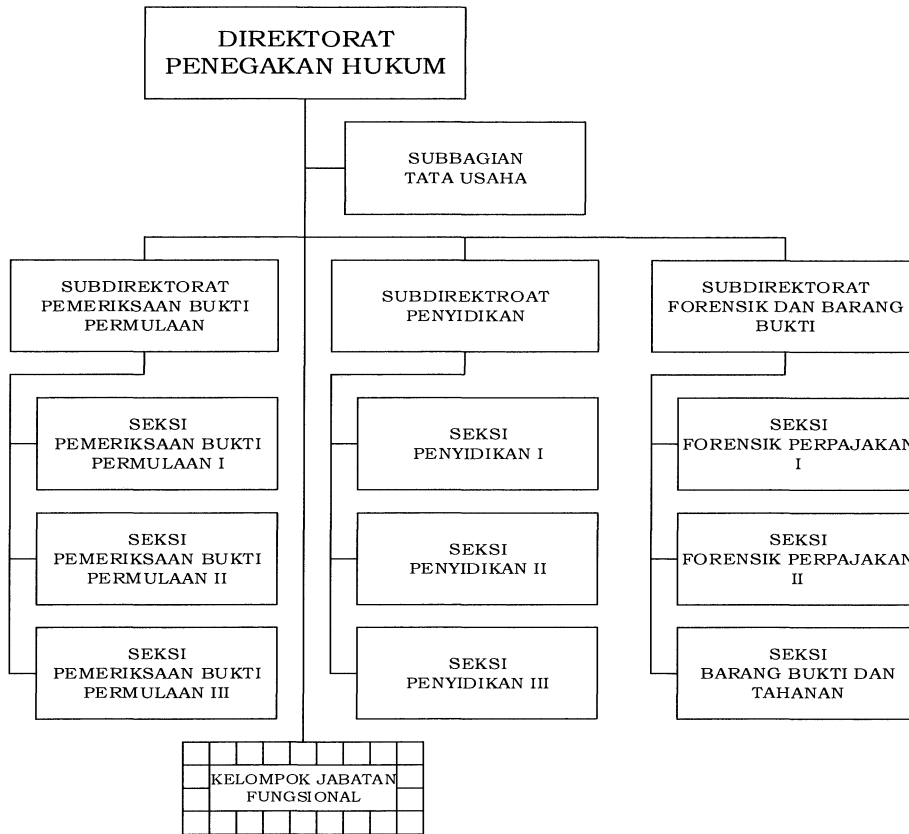 DIREKTORAT
PENEGAKAN HUKUM
SUBBAGIAN
TATA USAHA
SUBDIREKTORAT
PEMERIKSAAN BUKTI
PERMULAAN
SUBDIREKTROAT
PENYIDIKAN
SUBDIREKTORAT
FORENSIK DAN BARANG
BUKTI
SEKSI
PEMERIKSAAN BUKTI
PERMULAAN I
SEKSI
PENYIDIKAN I
SEKSI
FORENSIK PERPAJAKAN
I
SEKSI
PEMERIKSAAN BUKTI
PERMULAAN II
SEKSI
PENYIDIKAN II
SEKSI
FORENSIK PERPAJAKAN
II
SEKSI
PEMERIKSAAN BUKTI
PERMULAAN III
SEKSI
PENYIDIKAN III
SEKSI
BARANG BUKTI DAN
TAHANAN
KELOMPOK JABATAN
FUNGSIONAL